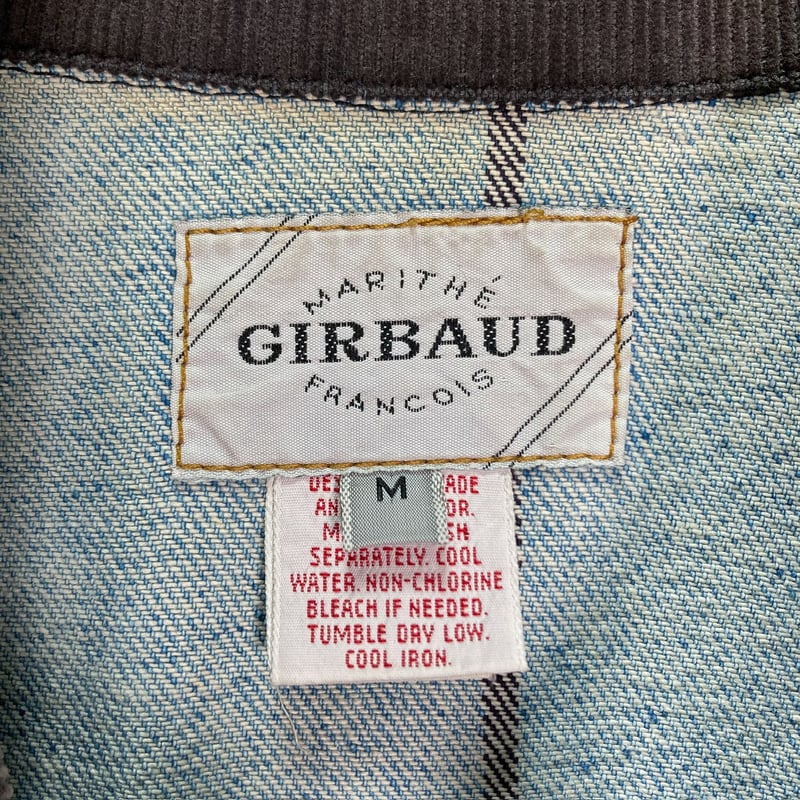 MARITHÉ
GIRBAUD
FRANCOIS
M
SEPARATELY. COOL
WATER. NON-CHLORINE
BLEACH IF NEEDED.
TUMBLE DRY LOW.
COOL IRON.